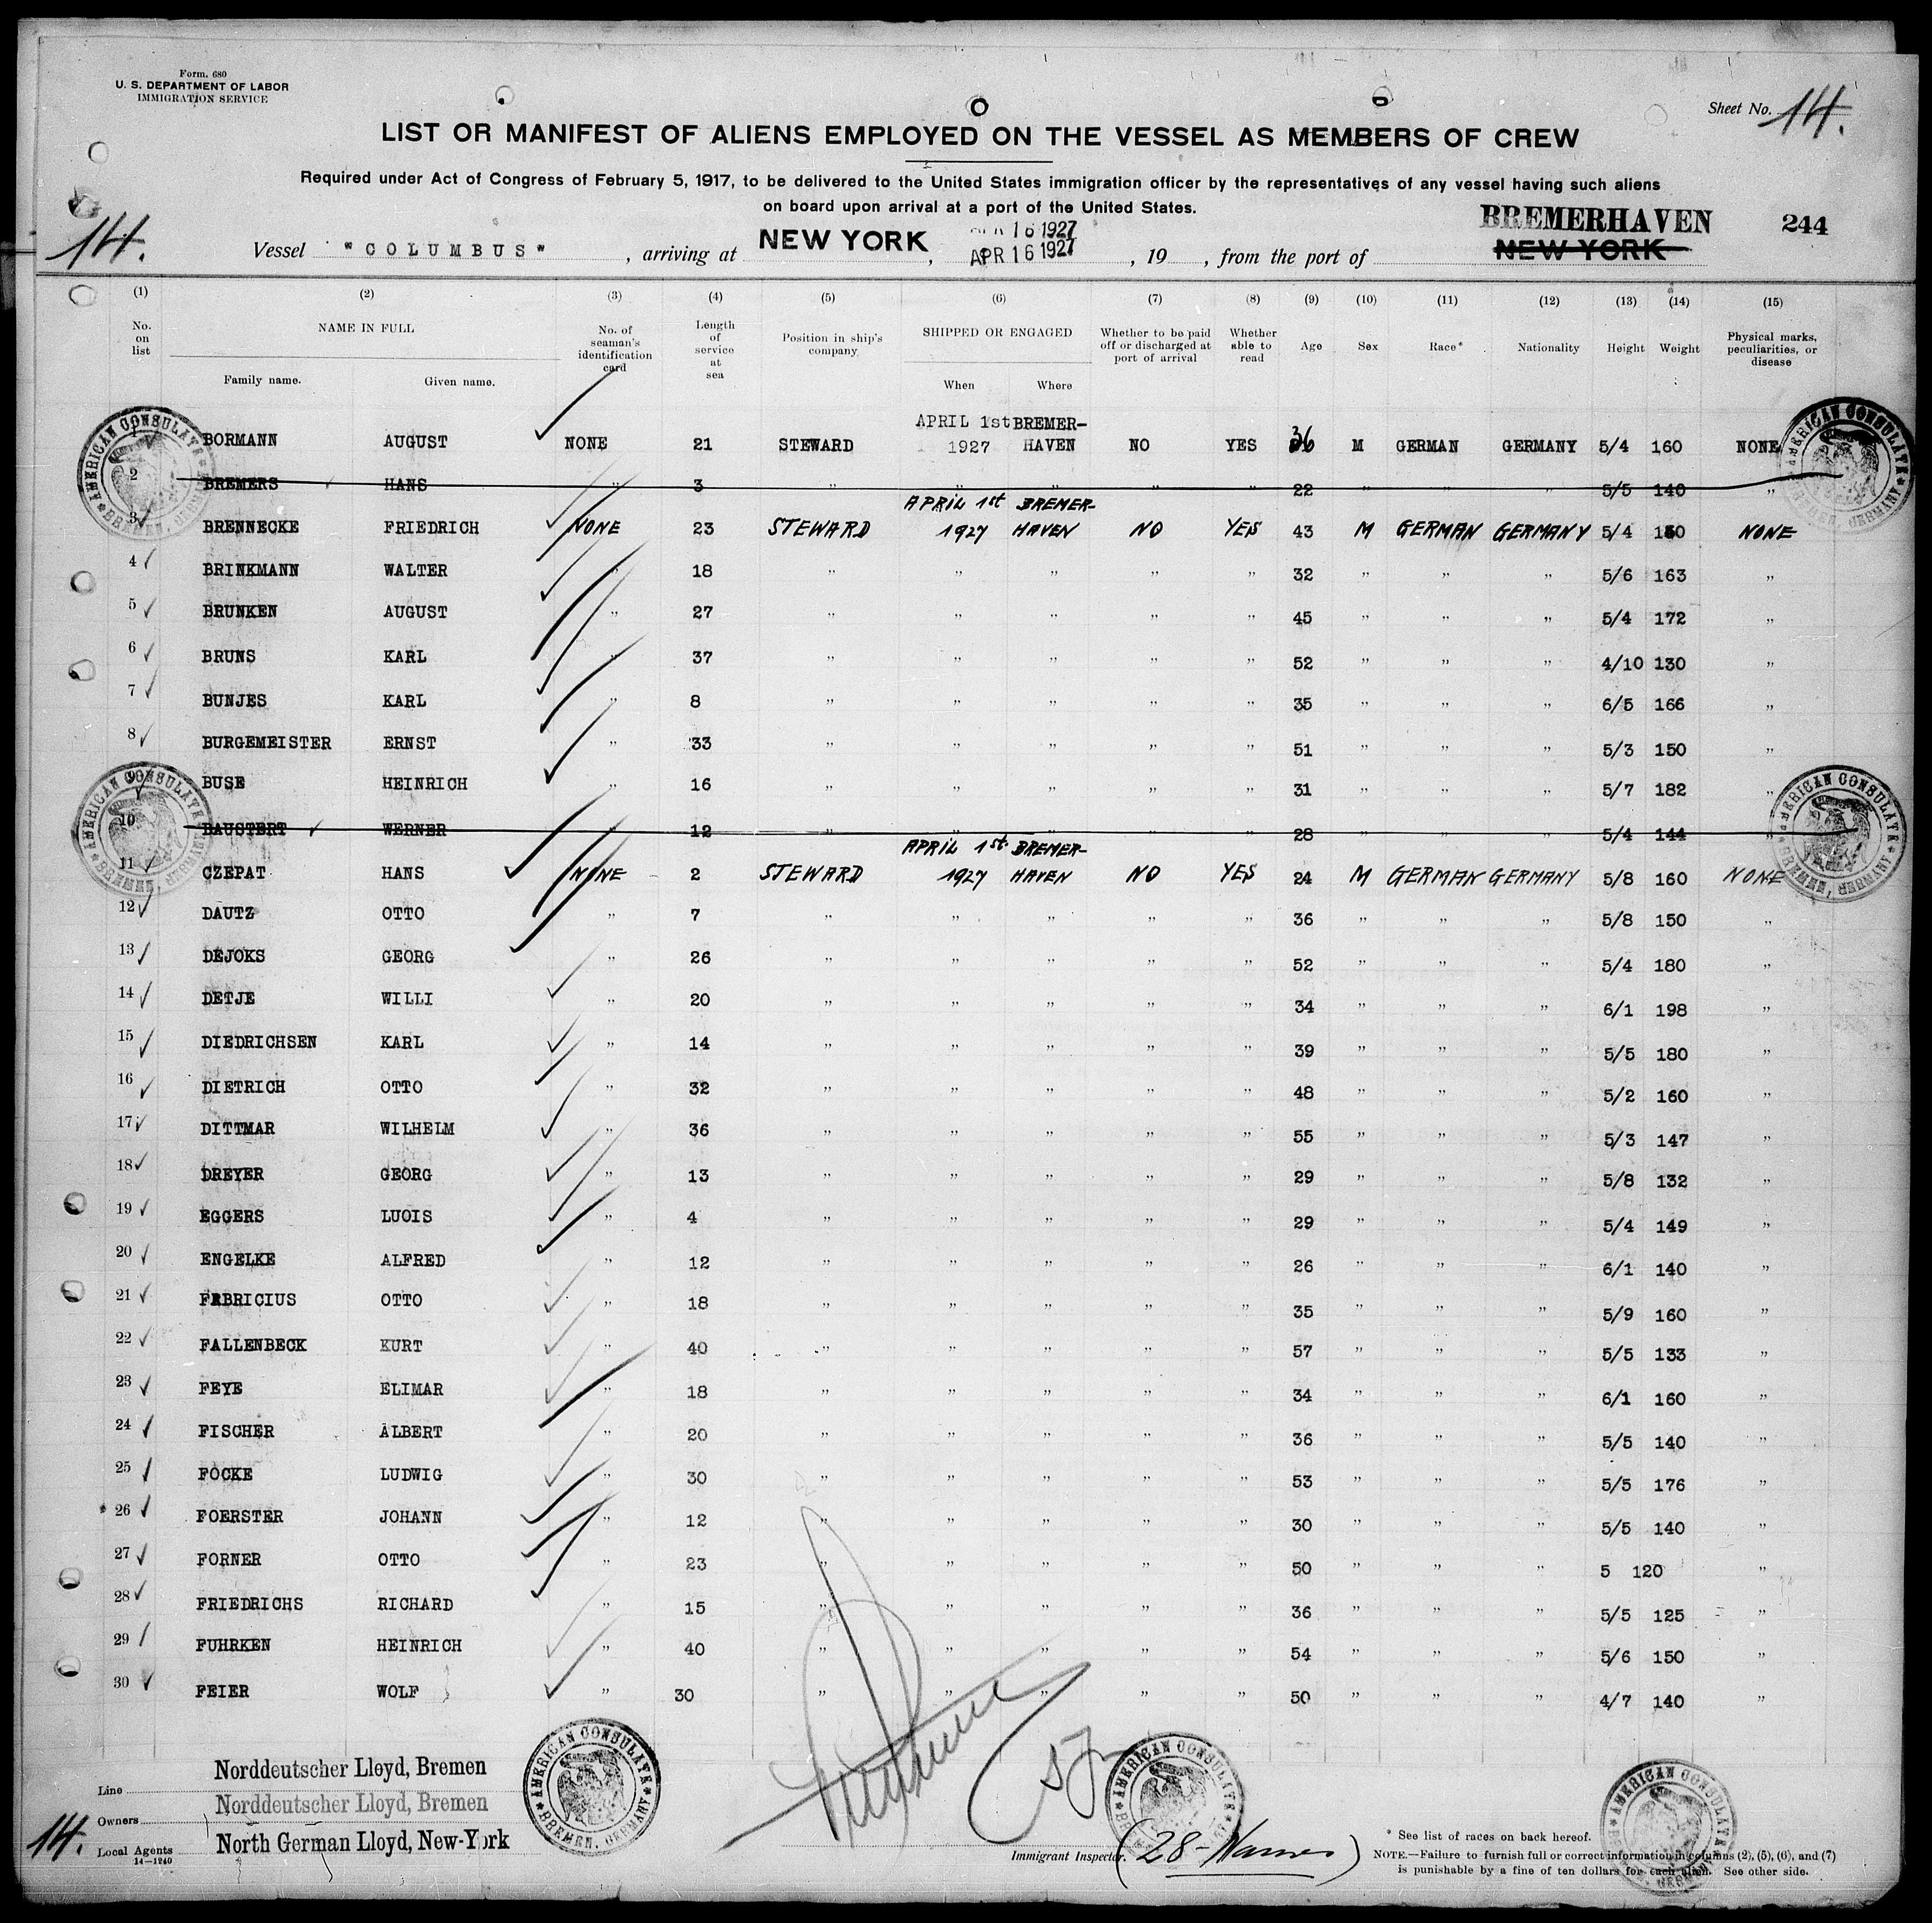 Form. 680
U. S. DEPARTMENT OF LABOR
IMMIGRATION SERVICE
Sheet No. 14.
LIST OR MANIFEST OF ALIENS EMPLOYED ON THE VESSEL AS MEMBERS OF CREW
Required under Act of Congress of February 5, 1917, to be delivered to the United States immigration officer by the representatives of any vessel having such aliens
on board upon arrival at a port of the United States.
14.
BREMERHAVEN 244
APR 16 1927
Vessel "COLUMBUS", arriving at NEW YORK, APR 16 1927, 19 , from the port of NEW YORK
(1) (2) (3) (4) (5) (6) (7) (8) (9) (10) (11) (12) (13) (14) (15)
No. on list NAME IN FULL Family name. Given name. No. of seaman's identification card Length of service at sea Position in ship's company SHIPPED OR ENGAGED When Where Whether to be paid off or discharged at port of arrival Whether able to read Age Sex Race* Nationality Height Weight Physical marks, peculiarities, or disease
1 BORMANN AUGUST NONE 21 STEWARD APRIL 1st 1927 BREMER-HAVEN NO YES 36 M GERMAN GERMANY 5/4 160 NONE
2 BREMERS HANS " 3 " " " " " 22 " " " 5/5 140 "
3 BRENNECKE FRIEDRICH NONE 23 STEWARD APRIL 1st 1927 BREMER-HAVEN NO YES 43 M GERMAN GERMANY 5/4 NONE
4 BRINKMANN WALTER " 18 " " " " " 32 " " " 5/6 163 "
5 BRUNKEN AUGUST " 27 " " " " " 45 " " " 5/4 172 "
6 BRUNS KARL " 37 " " " " " 52 " " " 4/10 130 "
7 BUNJES KARL " 8 " " " " " 35 " " " 6/5 166 "
8 BURGEMEISTER ERNST " 33 " " " " " 51 " " " 5/3 150 "
9 BUSE HEINRICH " 16 " " " " " 31 " " " 5/7 182 "
10 BAUSTERT WERNER 12 " " " " " 28 " " " 5/4 144 "
11 CZEPAT HANS NONE 2 STEWARD APRIL 1st. 1927 BREMER-HAVEN NO YES 24 M GERMAN GERMANY 5/8 160 NONE
12 DAUTZ OTTO " 7 " " " " " 36 " " " 5/8 150 "
13 DEJOKS GEORG " 26 " " " " " 52 " " " 5/4 180 "
14 DETJE WILLI " 20 " " " " " 34 " " " 6/1 198 "
15 DIEDRICHSEN KARL " 14 " " " " " 39 " " " 5/5 180 "
16 DIETRICH OTTO " 32 " " " " " 48 " " " 5/2 160 "
17 DITTMAR WILHELM " 36 " " " " " 55 " " " 5/3 147 "
18 DREYER GEORG " 13 " " " " " 29 " " " 5/8 132 "
19 EGGERS LUOIS " 4 " " " " " 29 " " " 5/4 149 "
20 ENGELKE ALFRED 12 " " " " " 26 " " " 6/1 140 "
21 FABRICIUS OTTO " 18 " " " " " 35 " " " 5/9 160 "
22 FALLENBECK KURT " 40 " " " " " 57 " " " 5/5 133 "
23 FEYE ELIMAR " 18 " " " " " 34 " " " 6/1 160 "
24 FISCHER ALBERT " 20 " " " " " 36 " " " 5/5 140 "
25 FOCKE LUDWIG " 30 " " " " " 53 " " " 5/5 176 "
26 FOERSTER JOHANN " 12 " " " " " 30 " " " 5/5 140 "
27 FORNER OTTO " 23 " " " " " 50 " " " 5 120 "
28 FRIEDRICHS RICHARD " 15 " " " " " 36 " " " 5/5 125 "
29 FUHRKEN HEINRICH " 40 " " " " " 54 " " " 5/6 150 "
30 FEIER WOLF " 30 " " " " " 50 " " " 4/7 140 "
AMERICAN CONSULATE BREMEN, GERMANY
Line Norddeutscher Lloyd, Bremen
Owners Norddeutscher Lloyd, Bremen
14. Local Agents North German Lloyd, New-York
14—1240
Immigrant Inspector. (28 - Names)
* See list of races on back hereof.
NOTE.—Failure to furnish full or correct information in columns (2), (5), (6), and (7)
is punishable by a fine of ten dollars for each alien. See other side.